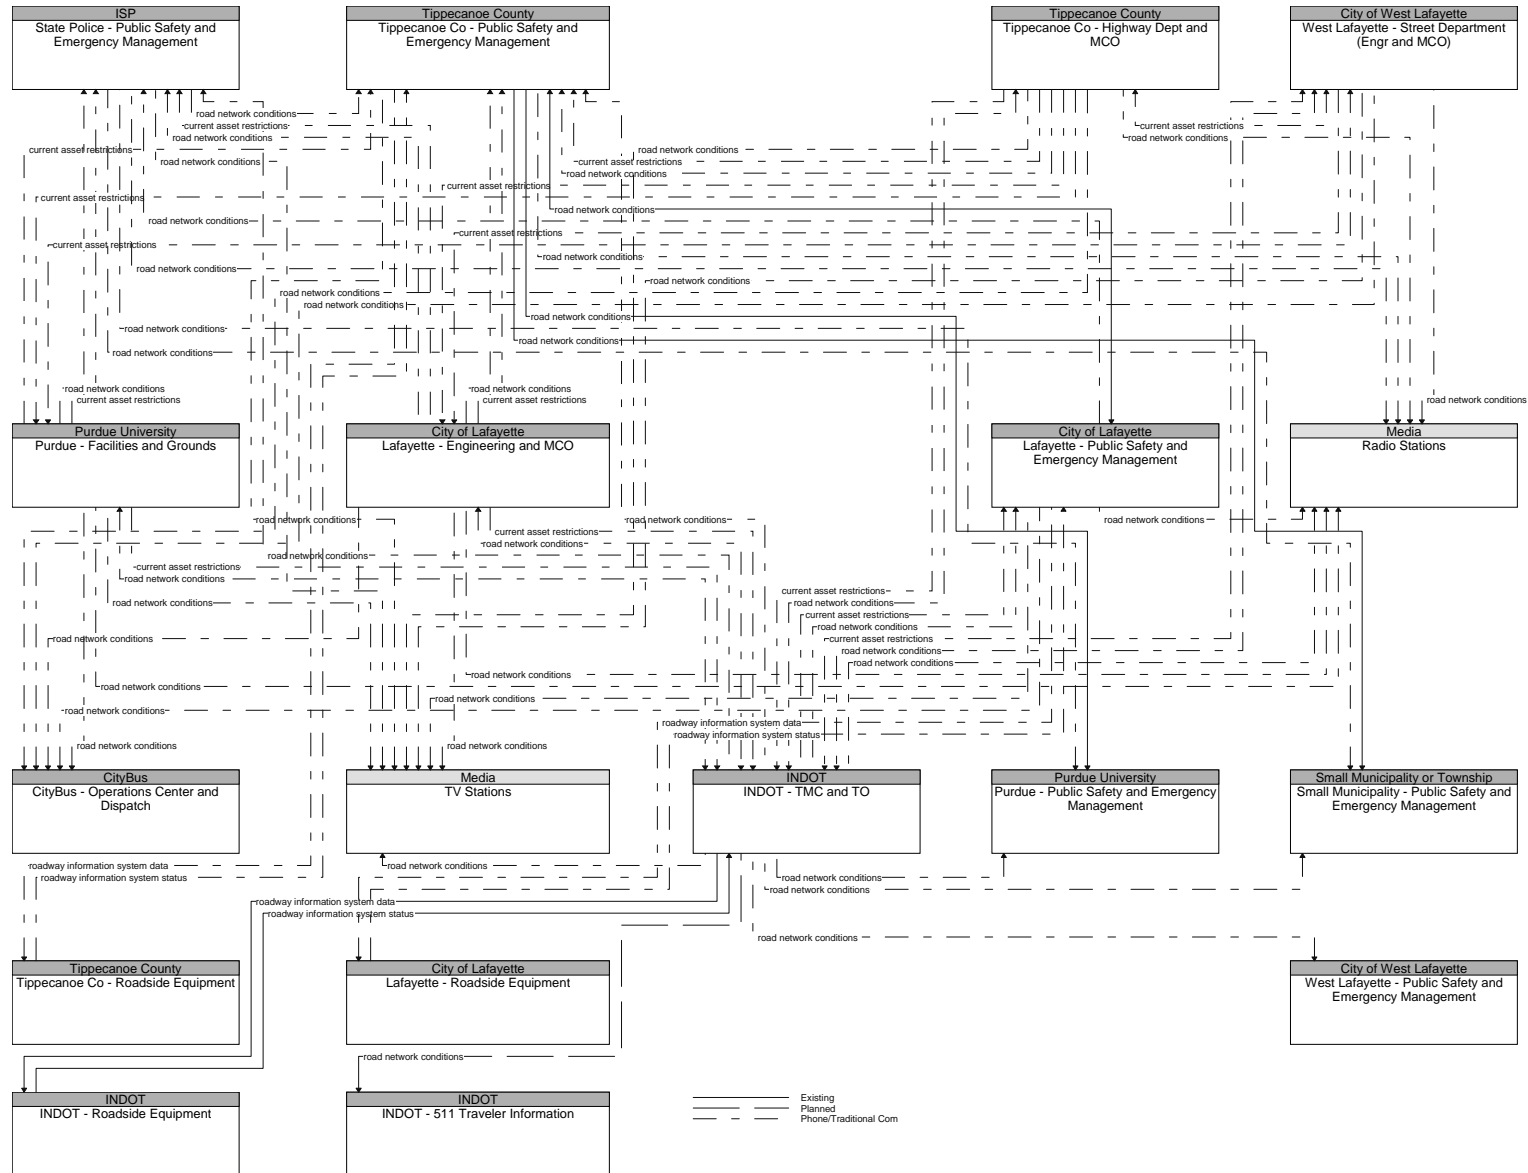 ISP
State Police - Public Safety and
Emergency Management
Tippecanoe County
Tippecanoe Co - Public Safety and
Emergency Management
Tippecanoe County
Tippecanoe Co - Highway Dept and
MCO
City of West Lafayette
West Lafayette - Street Department
(Engr and MCO)
road network conditions
current asset restrictions
current asset restrictions
road network conditions
road network conditions
current asset restrictions
road network conditions
road network conditions
current asset restrictions
road network conditions
current asset restrictions
current asset restrictions
road network conditions
road network conditions
current asset restrictions
current asset restrictions
road network conditions
road network conditions
road network conditions
road network conditions
road network conditions
road network conditions
road network conditions
road network conditions
road network conditions
road network conditions
road network conditions
current asset restrictions
road network conditions
current asset restrictions
road network conditions
Purdue University
Purdue - Facilities and Grounds
City of Lafayette
Lafayette - Engineering and MCO
City of Lafayette
Lafayette - Public Safety and
Emergency Management
Media
Radio Stations
road network conditions
road network conditions
road network conditions
current asset restrictions
road network conditions
road network conditions
current asset restrictions
road network conditions
current asset restrictions
road network conditions
road network conditions
current asset restrictions
road network conditions
road network conditions
current asset restrictions
road network conditions
road network conditions
road network conditions
road network conditions
road network conditions
road network conditions
roadway information system data
roadway information system status
road network conditions
road network conditions
CityBus
CityBus - Operations Center and
Dispatch
Media
TV Stations
INDOT
INDOT - TMC and TO
Purdue University
Purdue - Public Safety and Emergency
Management
Small Municipality or Township
Small Municipality - Public Safety and
Emergency Management
roadway information system data
road network conditions
roadway information system status
road network conditions
road network conditions
roadway information system data
roadway information system status
road network conditions
Tippecanoe County
Tippecanoe Co - Roadside Equipment
City of Lafayette
Lafayette - Roadside Equipment
City of West Lafayette
West Lafayette - Public Safety and
Emergency Management
road network conditions
INDOT
INDOT - Roadside Equipment
INDOT
INDOT - 511 Traveler Information
Existing
Planned
Phone/Traditional Com